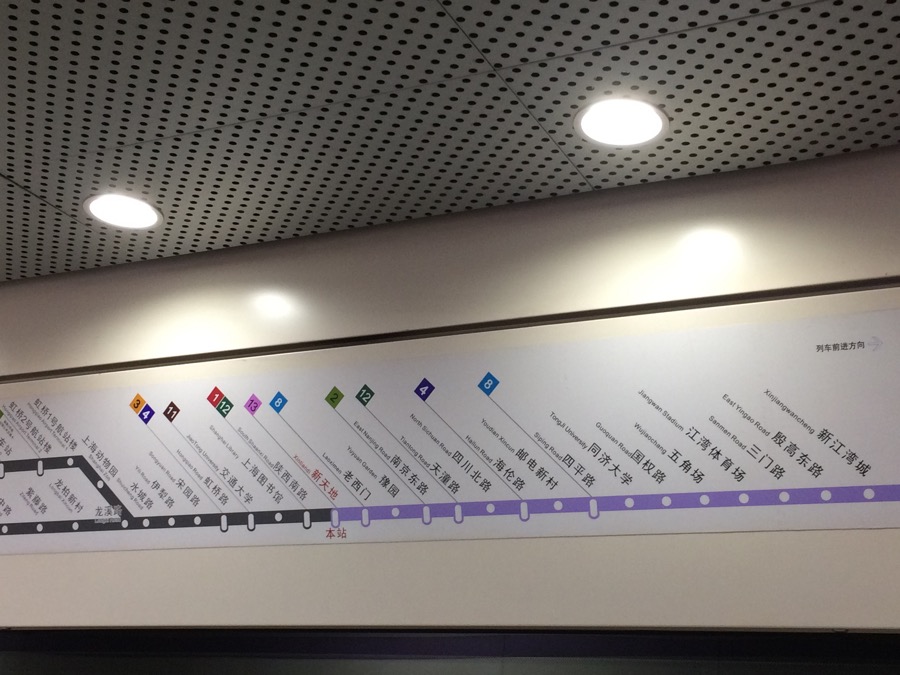 列车前进方向
虹桥2号航站楼
虹桥1号航站楼
上海动物园
龙溪路
紫藤路
龙柏新村
水城路
伊犁路
宋园路
虹桥路
交通大学
Jiaotong University
上海图书馆
Shanghai Library
陕西南路
South Shaanxi Road
新天地
Xintiandi
本站
老西门
Laoximen
豫园
Yuyuan Garden
南京东路
East Nanjing Road
天潼路
Tiantong Road
四川北路
North Sichuan Road
海伦路
Hailun Road
邮电新村
Youdian Xincun
四平路
Siping Road
同济大学
Tongji University
国权路
Guoquan Road
五角场
Wujiaochang
江湾体育场
Jiangwan Stadium
三门路
Sanmen Road
殷高东路
East Yingao Road
新江湾城
Xinjiangwancheng
3
4
11
1
12
13
8
2
12
4
8